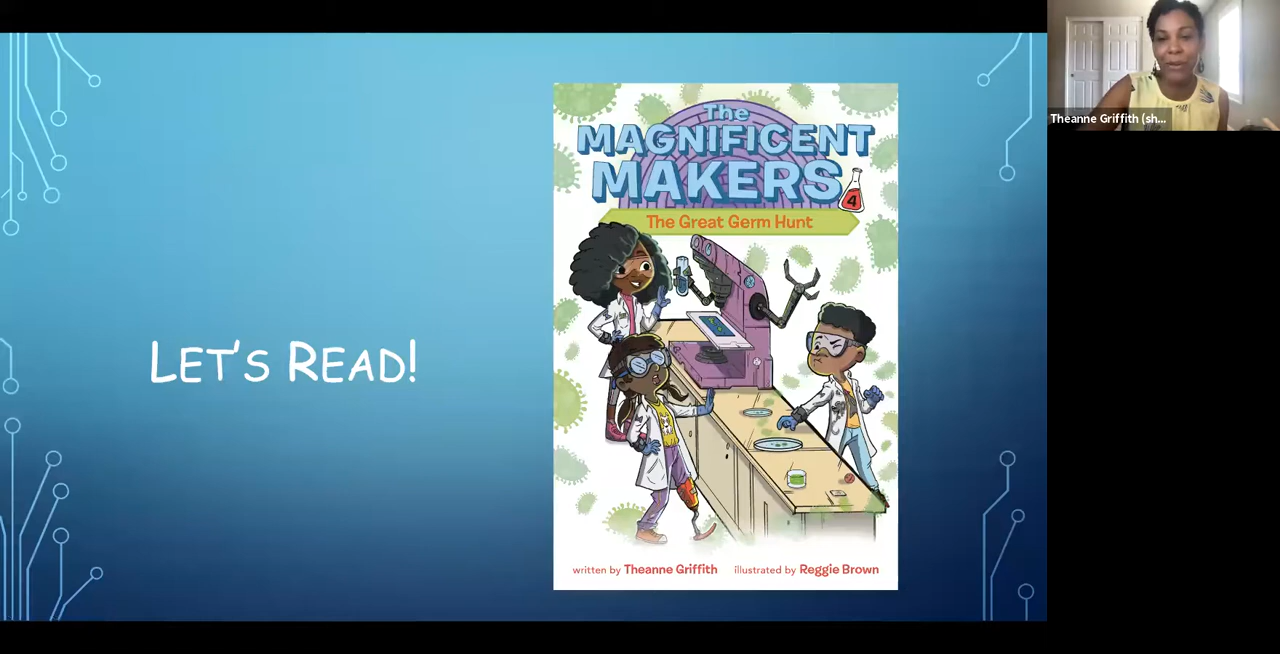 LET'S READ!
The
MAGNIFICENT
MAKERS
4
The Great Germ Hunt
written by Theanne Griffith illustrated by Reggie Brown
Theanne Griffith (sh...